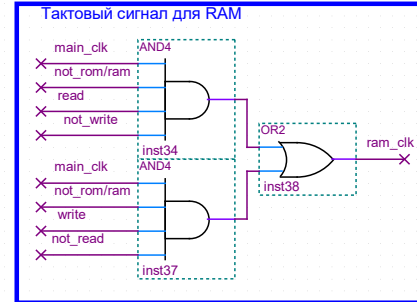 Тактовый сигнал для RAM
main_clk
AND4
not_rom/ram
read
not_write
inst34
OR2
ram_clk
inst38
main_clk
AND4
not_rom/ram
write
not_read
inst37